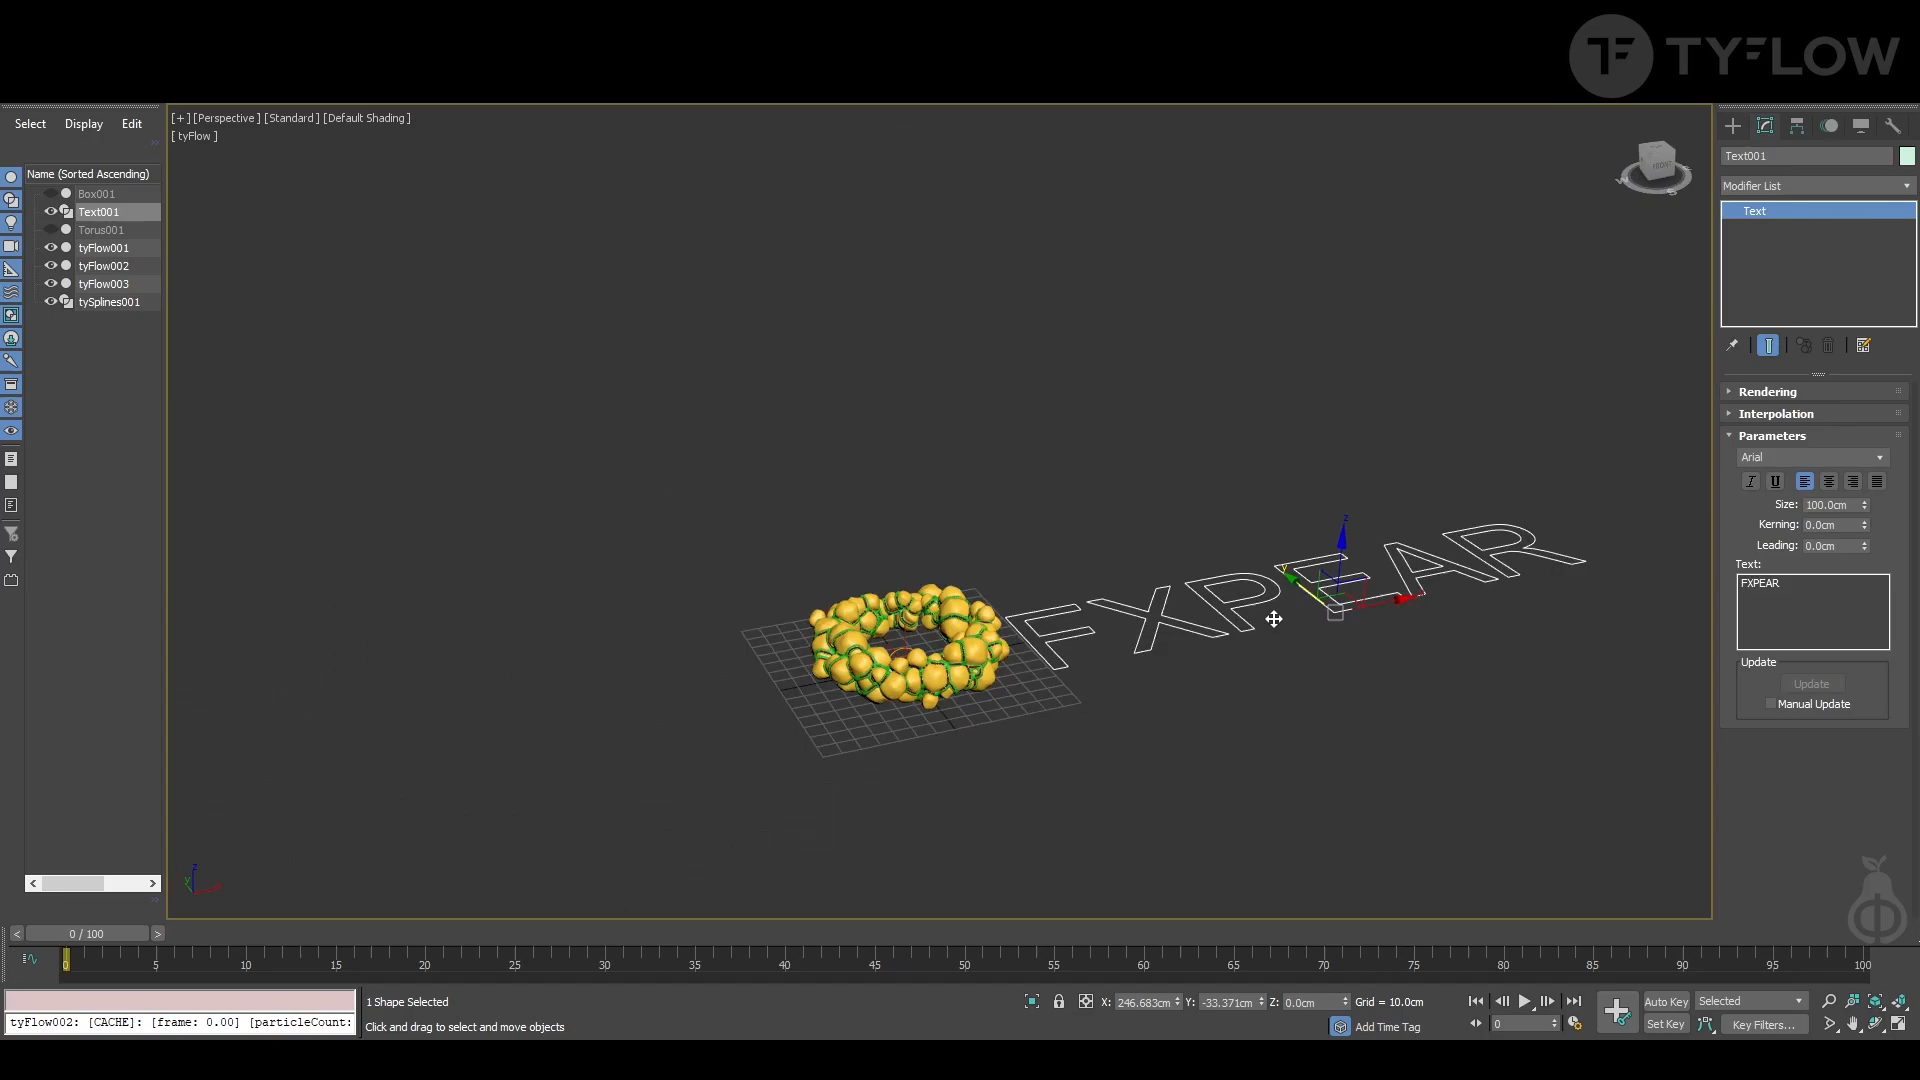 TYFLOW
Select Display Edit
[+] [Perspective] [Standard] [Default Shading]
[ tyFlow ]
Name (Sorted Ascending)
Box001
Text001
Torus001
tyFlow001
tyFlow002
tyFlow003
tySplines001
FXPEAR
FRONT
W S
z
y
z
y
Text001
Modifier List
Text
Rendering
Interpolation
Parameters
Arial
I U
Size: 100.0cm
Kerning: 0.0cm
Leading: 0.0cm
Text:
FXPEAR
Update
Update
Manual Update
< 0 / 100 >
0 5 10 15 20 25 30 35 40 45 50 55 60 65 70 75 80 85 90 95 100
1 Shape Selected
X: 246.683cm Y: -33.371cm Z: 0.0cm Grid = 10.0cm
Auto Key Selected
tyFlow002: [CACHE]: [frame: 0.00] [particleCount:
Click and drag to select and move objects
Add Time Tag
0
Set Key Key Filters...